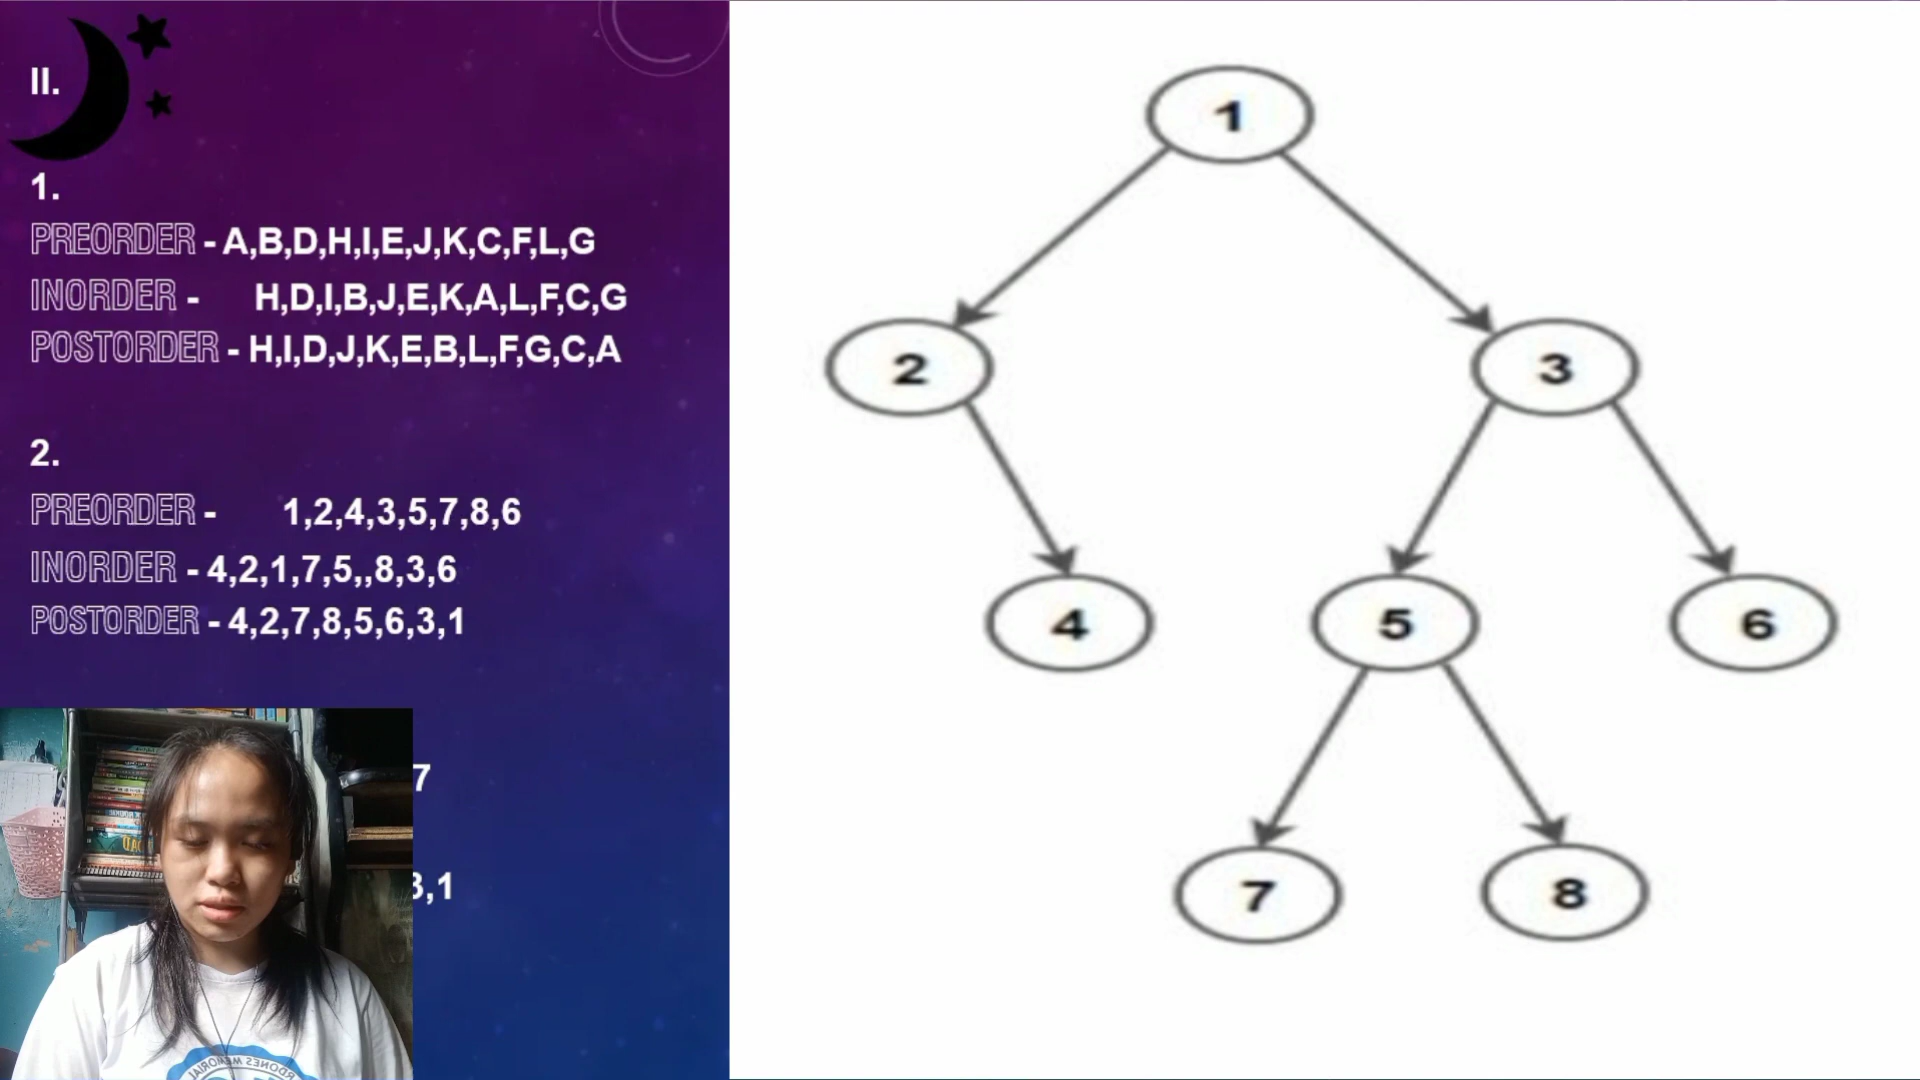 II.
1.
PREORDER - A,B,D,H,I,E,J,K,C,F,L,G
INORDER - H,D,I,B,J,E,K,A,L,F,C,G
POSTORDER - H,I,D,J,K,E,B,L,F,G,C,A
2.
PREORDER - 1,2,4,3,5,7,8,6
INORDER - 4,2,1,7,5,,8,3,6
POSTORDER - 4,2,7,8,5,6,3,1
7
3,1
1
2
3
4
5
6
7
8